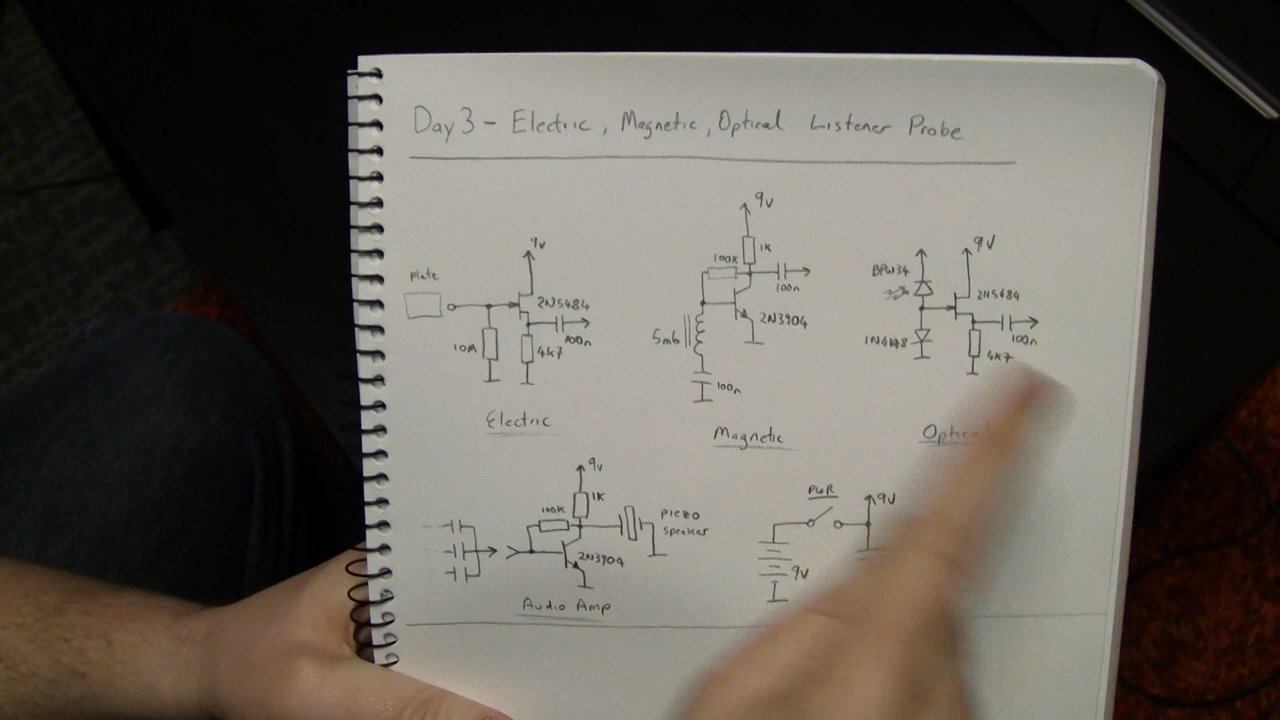 Day 3 - Electric, Magnetic, Optical Listener Probe
Plate
9v
2N5484
10M
100n
4k7
Electric
9v
1K
100K
100n
2N3904
100n
Magnetic
9V
BPW34
2N5484
1N4148
100n
4k7
9v
1K
100K
Piezo
speaker
2N3904
Audio Amp
PWR
9V
9V